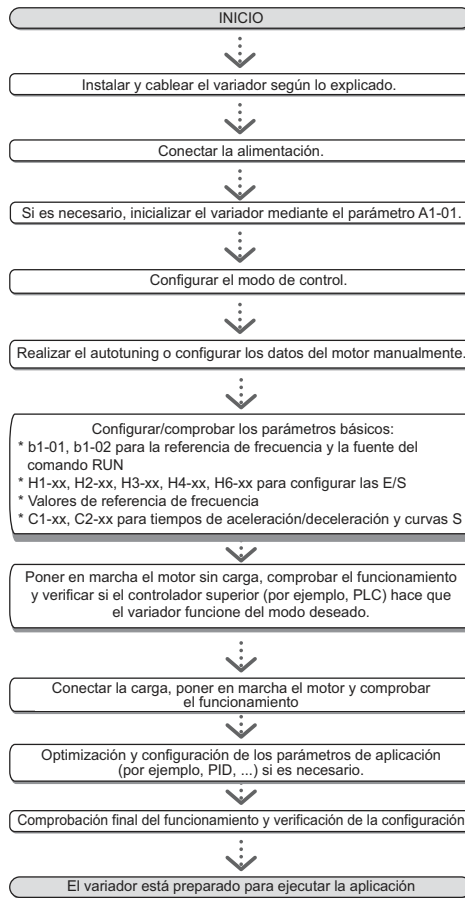 INICIO
Instalar y cablear el variador según lo explicado.
Conectar la alimentación.
Si es necesario, inicializar el variador mediante el parámetro A1-01.
Configurar el modo de control.
Realizar el autotuning o configurar los datos del motor manualmente.
Configurar/comprobar los parámetros básicos:
* b1-01, b1-02 para la referencia de frecuencia y la fuente del
comando RUN
* H1-xx, H2-xx, H3-xx, H4-xx, H6-xx para configurar las E/S
* Valores de referencia de frecuencia
* C1-xx, C2-xx para tiempos de aceleración/deceleración y curvas S
Poner en marcha el motor sin carga, comprobar el funcionamiento
y verificar si el controlador superior (por ejemplo, PLC) hace que
el variador funcione del modo deseado.
Conectar la carga, poner en marcha el motor y comprobar
el funcionamiento
Optimización y configuración de los parámetros de aplicación
(por ejemplo, PID, ...) si es necesario.
Comprobación final del funcionamiento y verificación de la configuración
El variador está preparado para ejecutar la aplicación